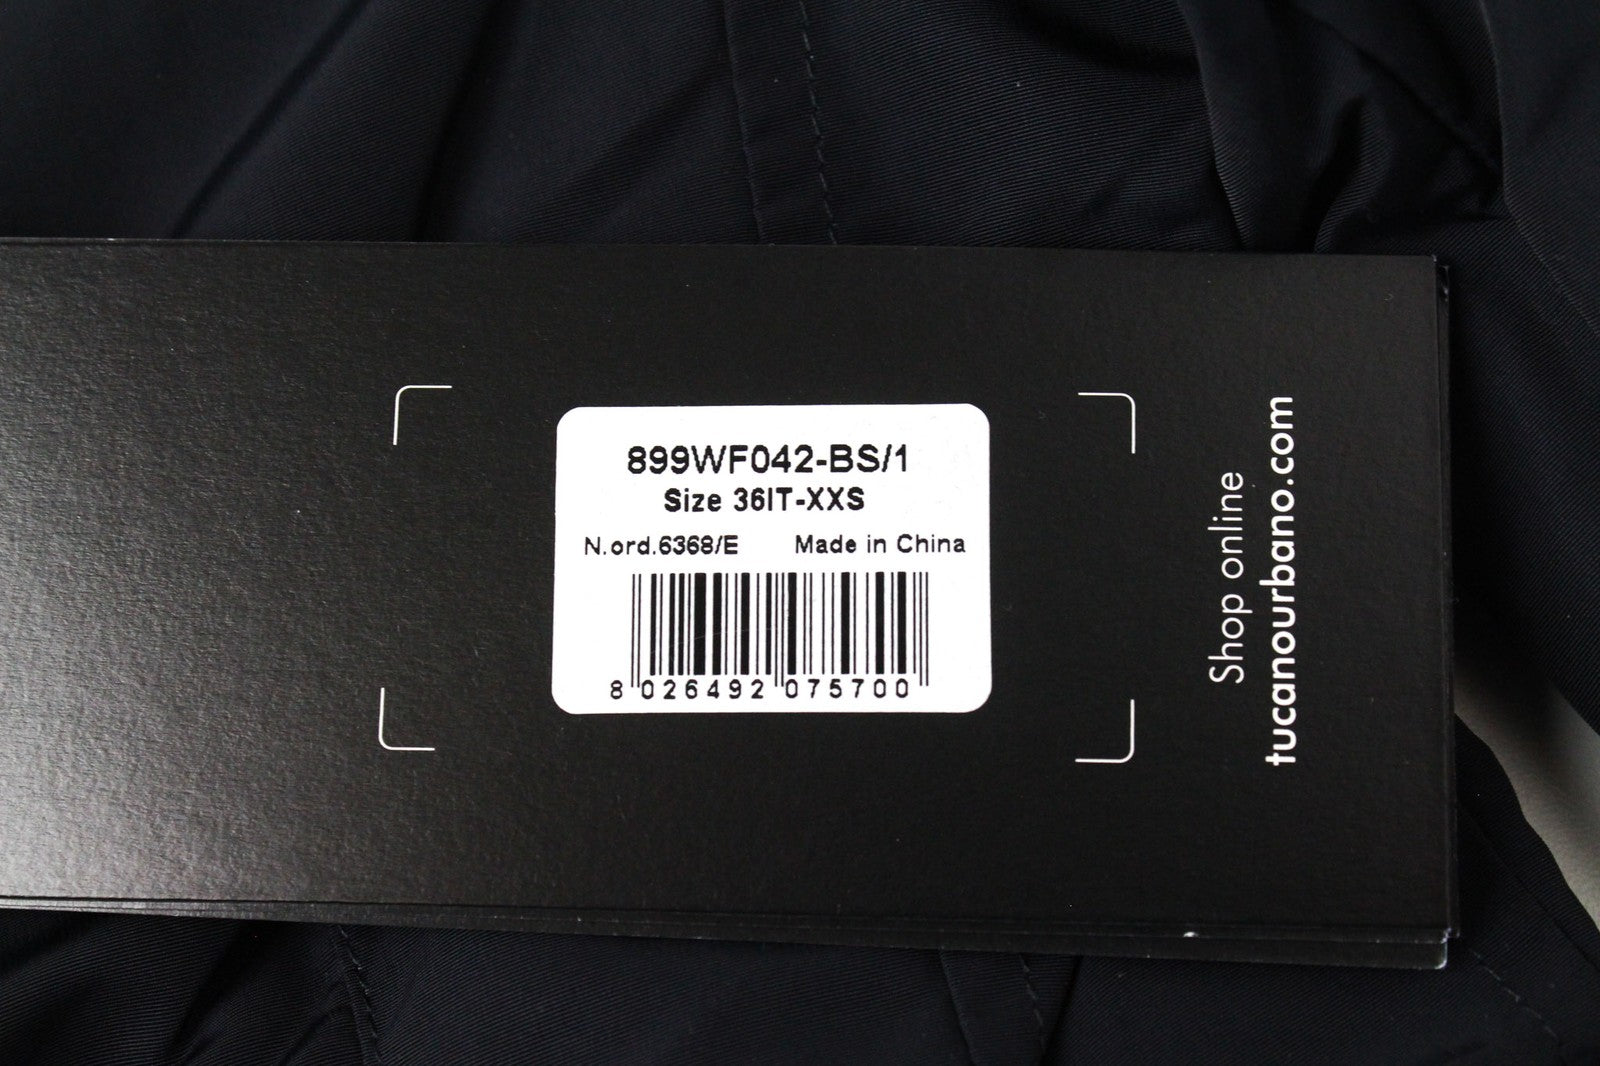 899WF042-BS/1
Size 36IT-XXS
N.ord.6368/E Made in China
8 026492 075700
Shop online
tucanourbano.com